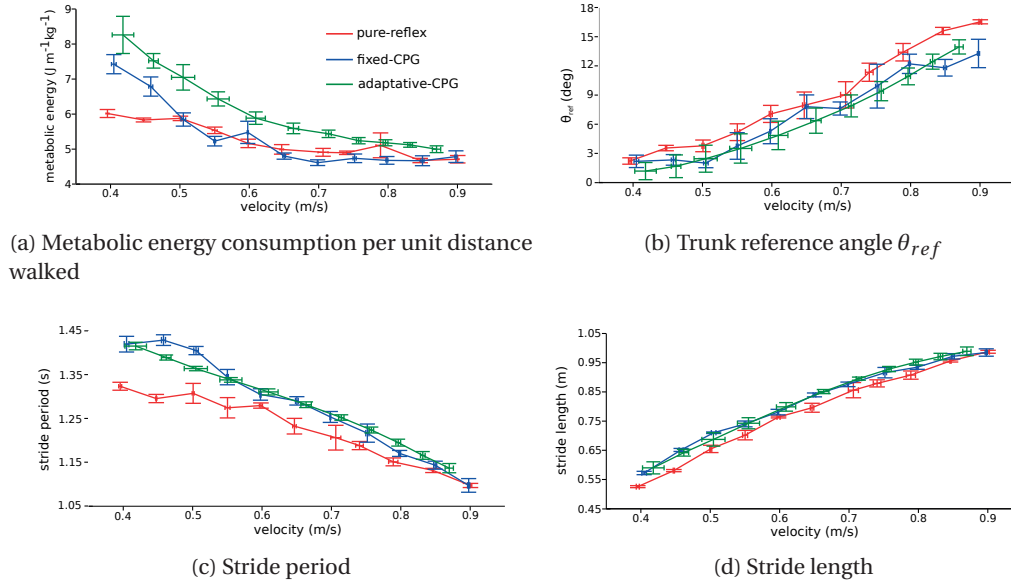 metabolic energy (J m⁻¹kg⁻¹)
9
8
7
6
5
4
0.4 0.5 0.6 0.7 0.8 0.9
velocity (m/s)
pure-reflex
fixed-CPG
adaptative-CPG
(a) Metabolic energy consumption per unit distance
walked
θref (deg)
18
15
12
9
6
3
0
0.4 0.5 0.6 0.7 0.8 0.9
velocity (m/s)
(b) Trunk reference angle θref
stride period (s)
1.45
1.35
1.25
1.15
1.05
0.4 0.5 0.6 0.7 0.8 0.9
velocity (m/s)
(c) Stride period
stride length (m)
1.05
0.95
0.85
0.75
0.65
0.55
0.45
0.4 0.5 0.6 0.7 0.8 0.9
velocity (m/s)
(d) Stride length